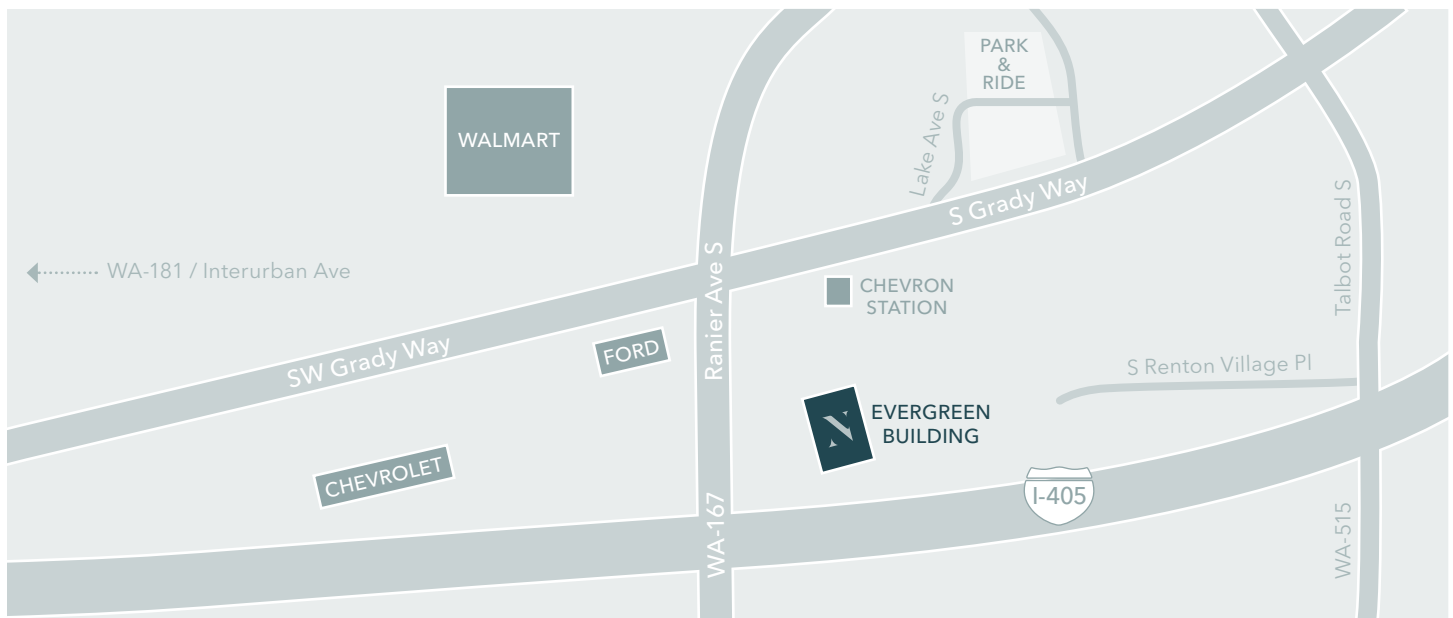 PARK
&
RIDE
Lake Ave S
WALMART
S Grady Way
Talbot Road S
WA-181 / Interurban Ave
Ranier Ave S
CHEVRON
STATION
SW Grady Way
FORD
S Renton Village Pl
N
EVERGREEN
BUILDING
CHEVROLET
I-405
WA-167
WA-515